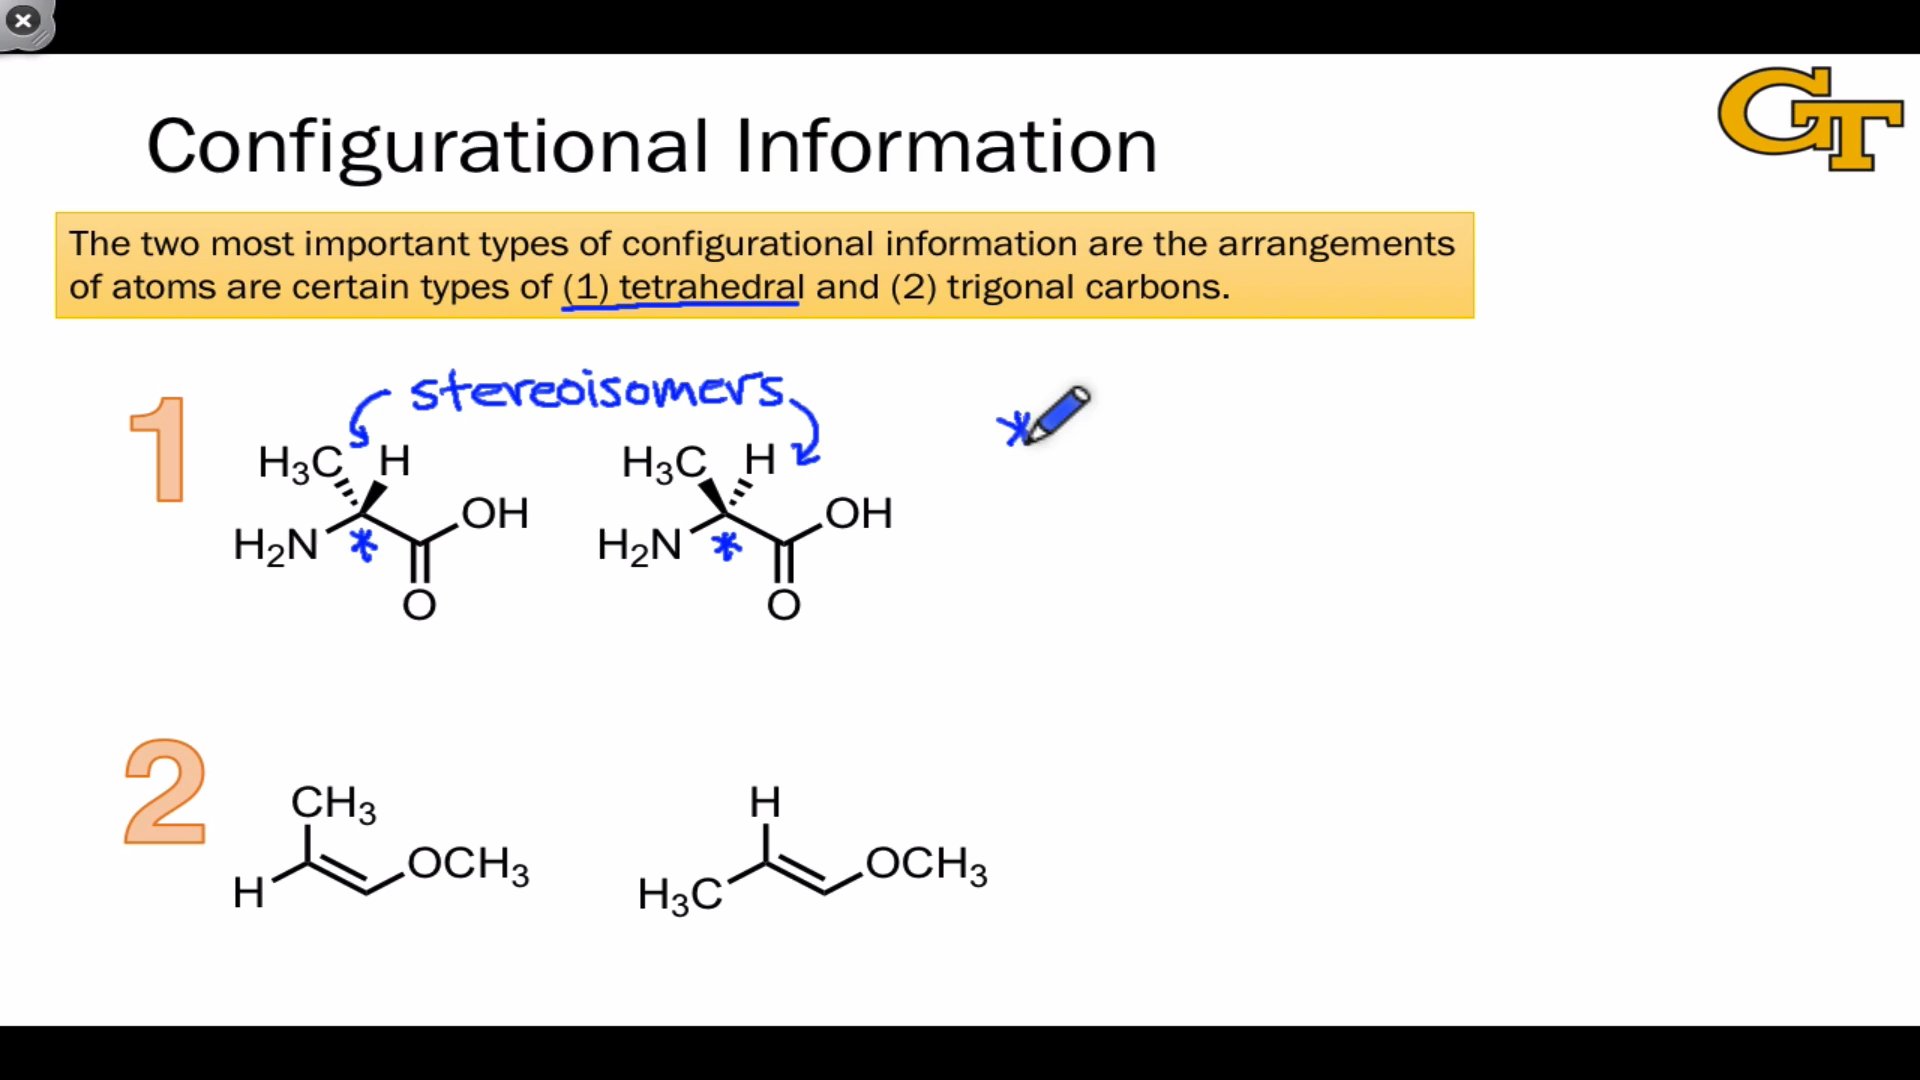 GT
Configurational Information
The two most important types of configurational information are the arrangements
of atoms are certain types of (1) tetrahedral and (2) trigonal carbons.
1
stereoisomers
H₃C H
H₂N * OH
O
H₃C H
H₂N * OH
O
*
2
CH₃
H OCH₃
H
H₃C OCH₃